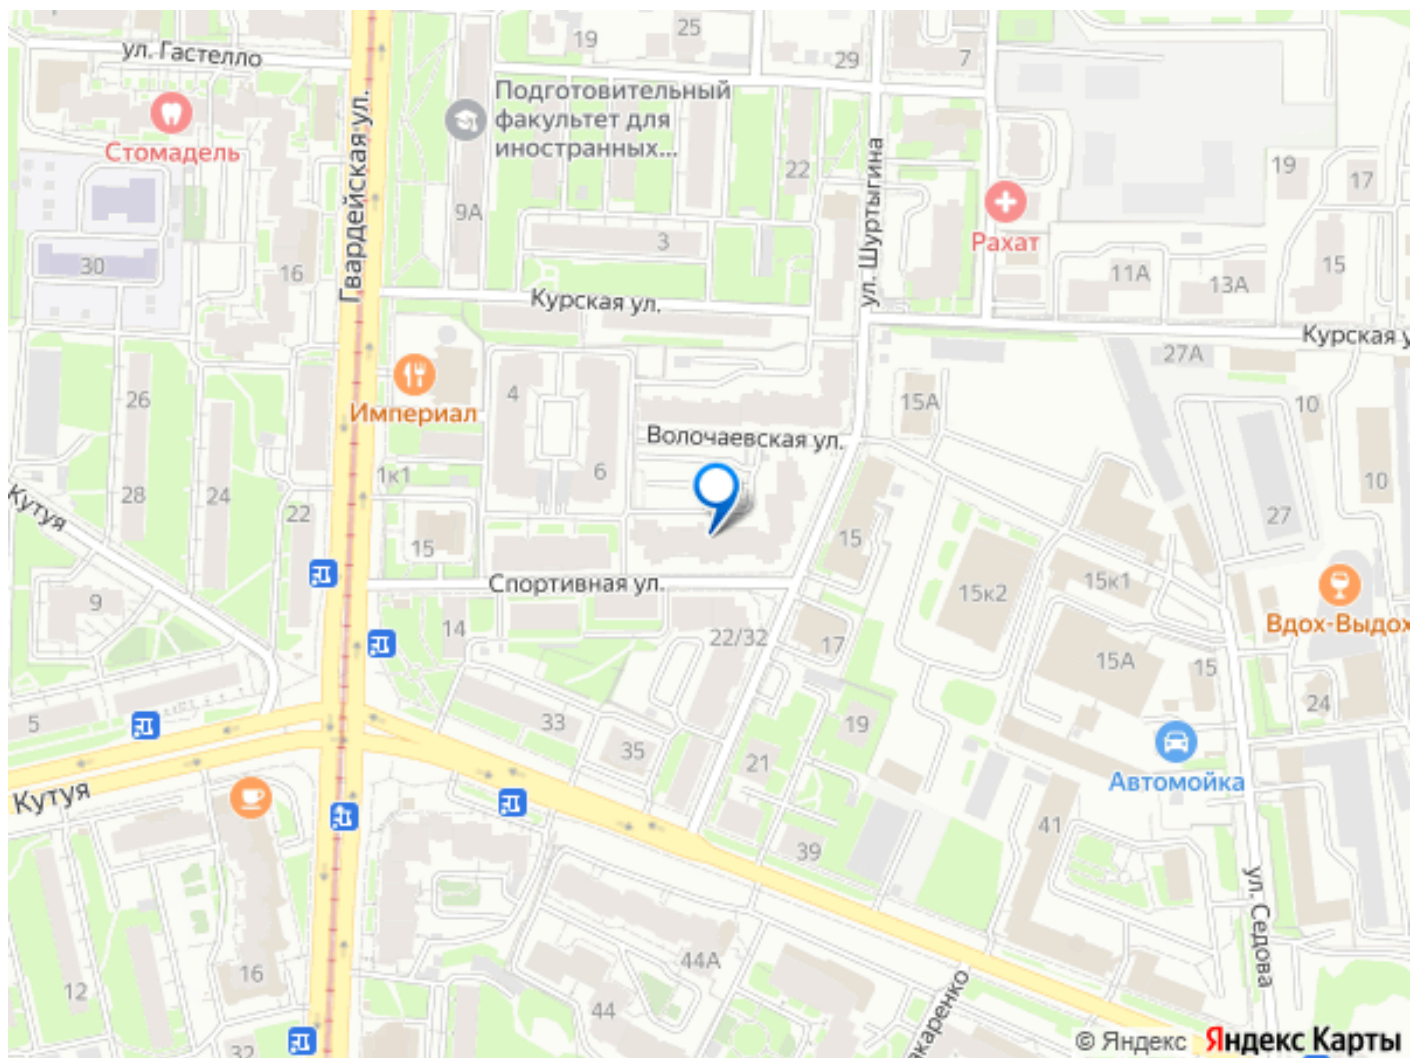 25
19
ул. Гастелло
29
7
Подготовительный
факультет для
иностранных...
Стомадель
Гвардейская ул.
22
ул. Шуртыгина
19
17
9А
3
Рахат
30
16
11А
13А
15
Курская ул.
Курская у
27А
4
Империал
26
15А
10
Волочаевская ул.
6
1к1
10
Кутуя
28
24
22
27
15
15
Спортивная ул.
15к2
15к1
9
14
22/32
17
Вдох-Выдох
15А
15
5
33
35
19
24
21
Автомойка
Кутуя
41
39
ул. Седова
16
44А
12
44
акаренко
32
© Яндекс Яндекс Карты